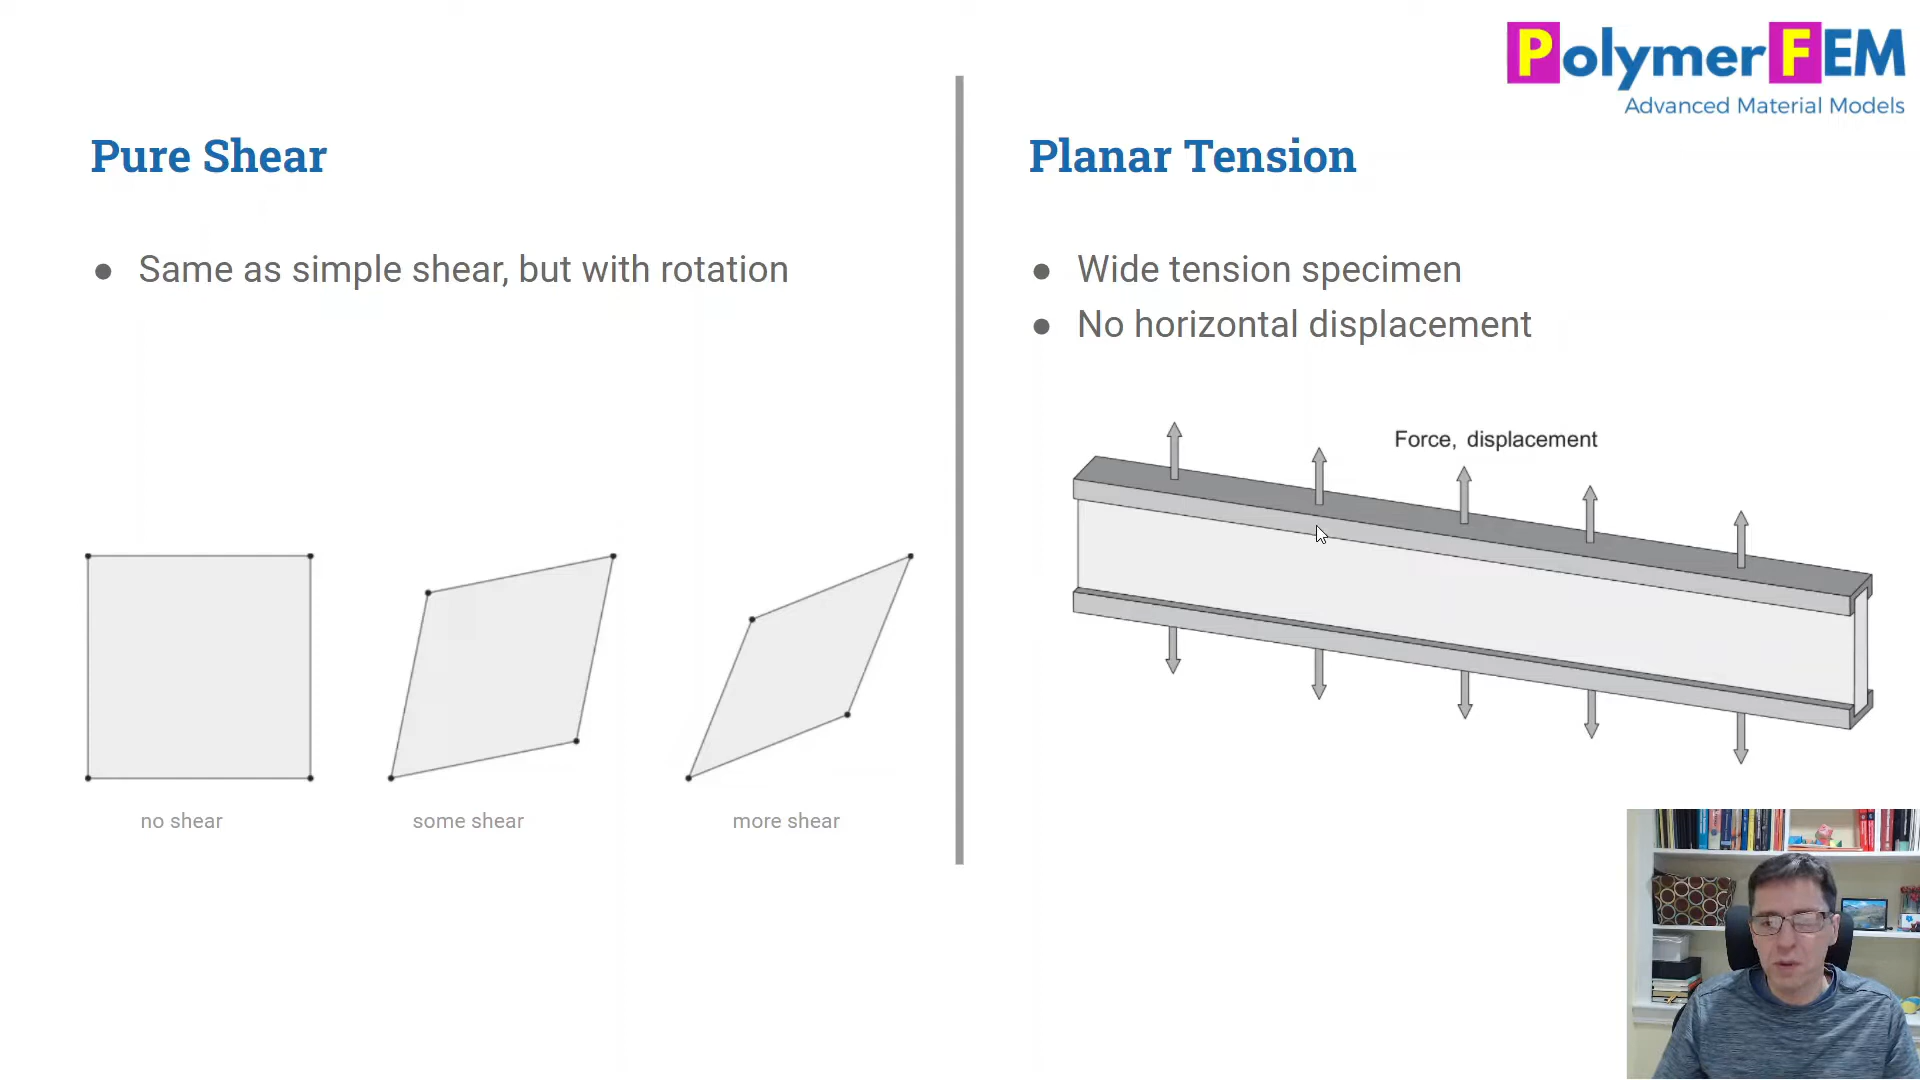 PolymerFEM
Advanced Material Models
Pure Shear
● Same as simple shear, but with rotation
no shear
some shear
more shear
Planar Tension
● Wide tension specimen
● No horizontal displacement
Force, displacement